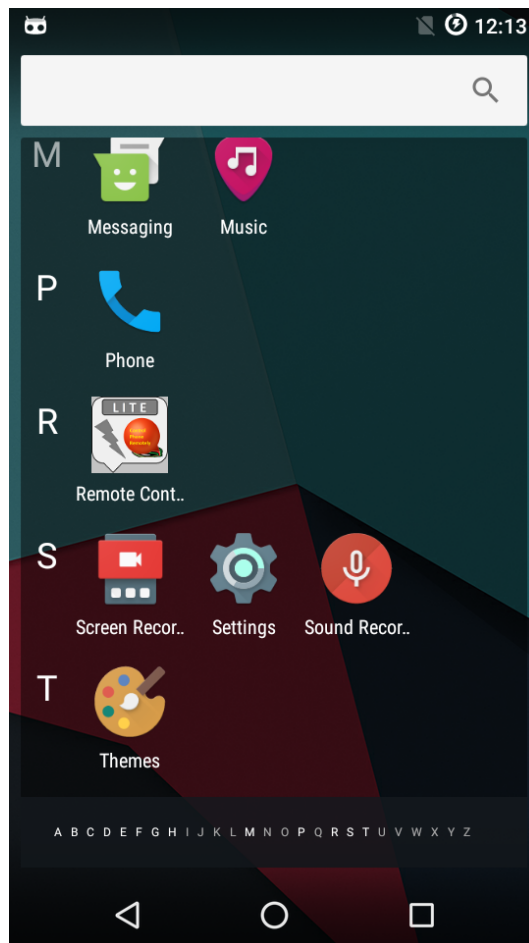 12:13
M
Messaging Music
P
Phone
R
LITE
Remote Cont..
S
Screen Recor.. Settings Sound Recor..
T
Themes
A B C D E F G H I J K L M N O P Q R S T U V W X Y Z